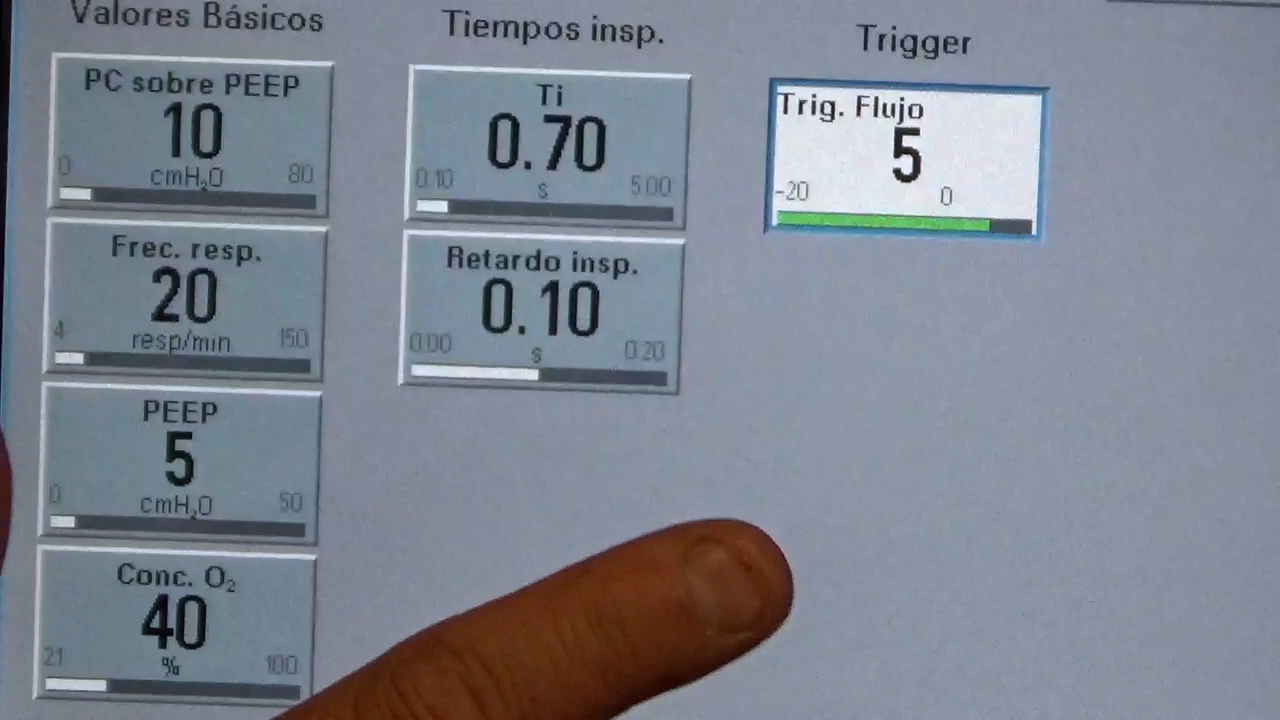 Valores Básicos
PC sobre PEEP
10
0 cmH₂O 80
Frec. resp.
20
4 resp/min 150
PEEP
5
0 cmH₂O 50
Conc. O₂
40
21 % 100
Tiempos insp.
Ti
0.70
0.10 s 5.00
Retardo insp.
0.10
0.00 s 0.20
Trigger
Trig. Flujo
5
-20 0